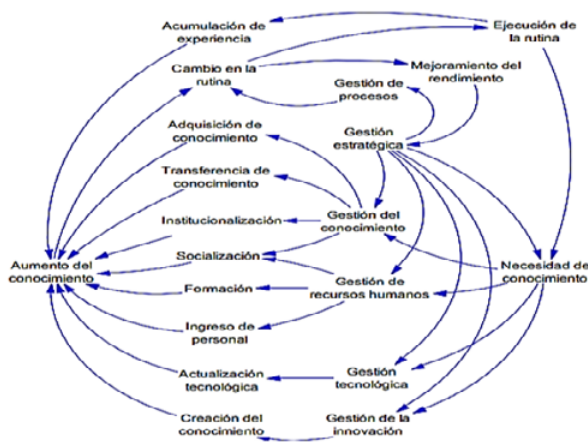 Acumulación de
experiencia
Ejecución de
la rutina
Cambio en la
rutina
Mejoramiento del
rendimiento
Gestión de
procesos
Adquisición de
conocimiento
Gestión
estratégica
Transferencia de
conocimiento
Institucionalización
Gestión del
conocimiento
Socialización
Aumento del
conocimiento
Necesidad de
conocimiento
Formación
Gestión de
recursos humanos
Ingreso de
personal
Actualización
tecnológica
Gestión
tecnológica
Creación del
conocimiento
Gestión de la
innovación